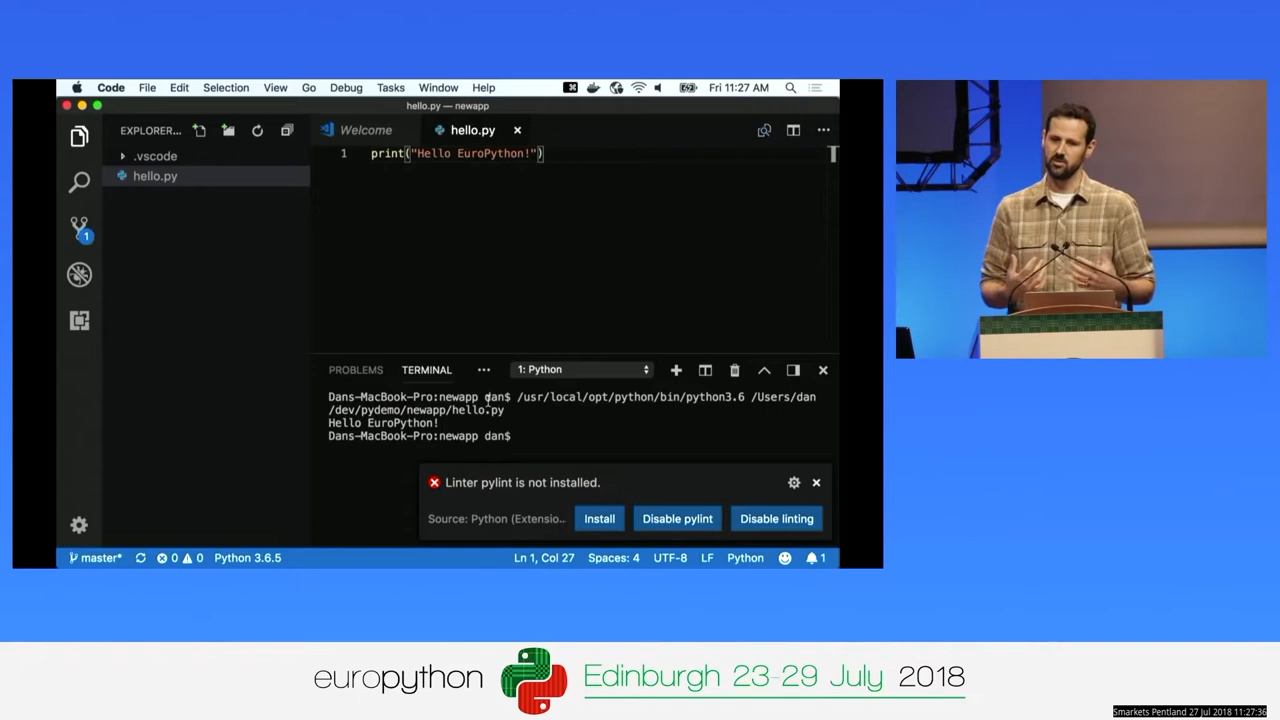 Code File Edit Selection View Go Debug Tasks Window Help Fri 11:27 AM
hello.py — newapp
EXPLORER...
Welcome
hello.py
.vscode
hello.py
1 print("Hello EuroPython!")
1
PROBLEMS TERMINAL ... 1: Python
Dans-MacBook-Pro:newapp dan$ /usr/local/opt/python/bin/python3.6 /Users/dan
/dev/pydemo/newapp/hello.py
Hello EuroPython!
Dans-MacBook-Pro:newapp dan$
Linter pylint is not installed.
Source: Python (Extensio... Install Disable pylint Disable linting
master* 0 0 Python 3.6.5 Ln 1, Col 27 Spaces: 4 UTF-8 LF Python 1
europython Edinburgh 23-29 July 2018
Smarkets Pentland 27 Jul 2018 11:27:36